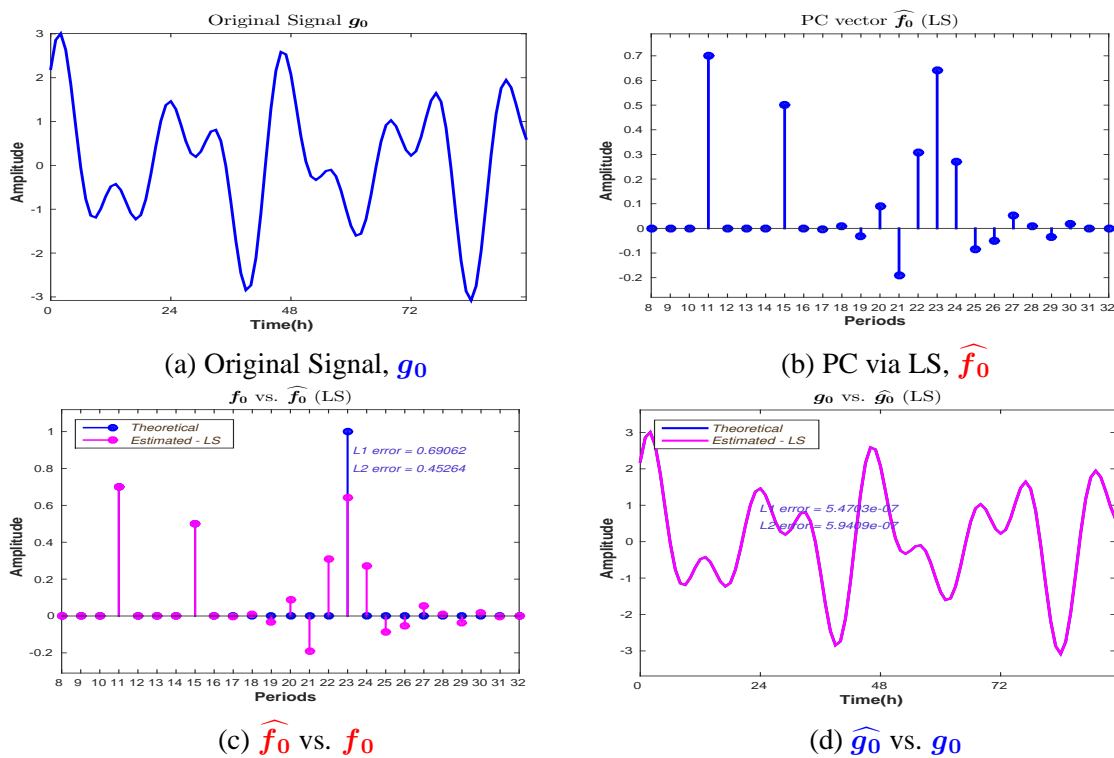 Original Signal g₀
3
2
1
0
-1
-2
-3
Amplitude
0 24 48 72
Time(h)
(a) Original Signal, g₀
PC vector f̂₀ (LS)
0.7
0.6
0.5
0.4
0.3
0.2
0.1
0
-0.1
-0.2
Amplitude
8 9 10 11 12 13 14 15 16 17 18 19 20 21 22 23 24 25 26 27 28 29 30 31 32
Periods
(b) PC via LS, f̂₀
f₀ vs. f̂₀ (LS)
Theoretical
Estimated - LS
L1 error = 0.69062
L2 error = 0.45264
1
0.8
0.6
0.4
0.2
0
-0.2
Amplitude
8 9 10 11 12 13 14 15 16 17 18 19 20 21 22 23 24 25 26 27 28 29 30 31 32
Periods
(c) f̂₀ vs. f₀
g₀ vs. ĝ₀ (LS)
Theoretical
Estimated - LS
L1 error = 5.4703e-07
L2 error = 5.9409e-07
3
2
1
0
-1
-2
-3
Amplitude
0 24 48 72
Time(h)
(d) ĝ₀ vs. g₀